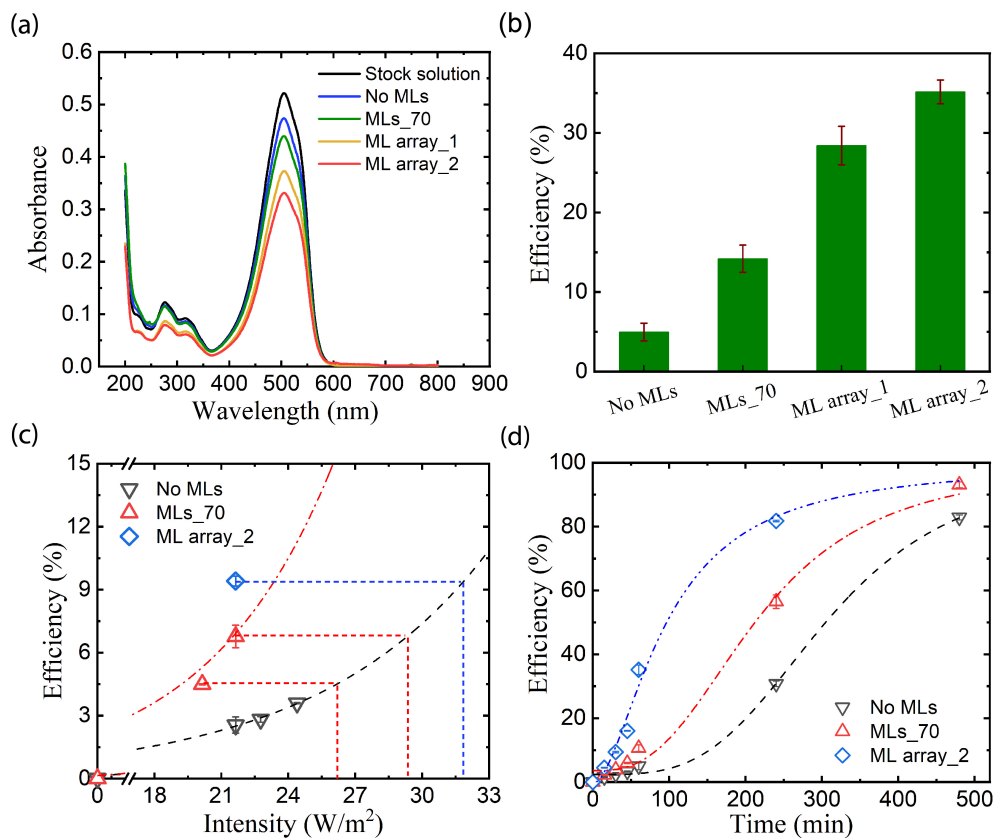 (a)
0.6
0.5
0.4
0.3
0.2
0.1
0.0
Absorbance
Stock solution
No MLs
MLs_70
ML array_1
ML array_2
200 300 400 500 600 700 800 900
Wavelength (nm)
(b)
40
30
20
10
0
Efficiency (%)
No MLs
MLs_70
ML array_1
ML array_2
(c)
15
12
9
6
3
0
Efficiency (%)
No MLs
MLs_70
ML array_2
0 18 21 24 27 30 33
Intensity (W/m²)
(d)
100
80
60
40
20
0
Efficiency (%)
No MLs
MLs_70
ML array_2
0 100 200 300 400 500
Time (min)